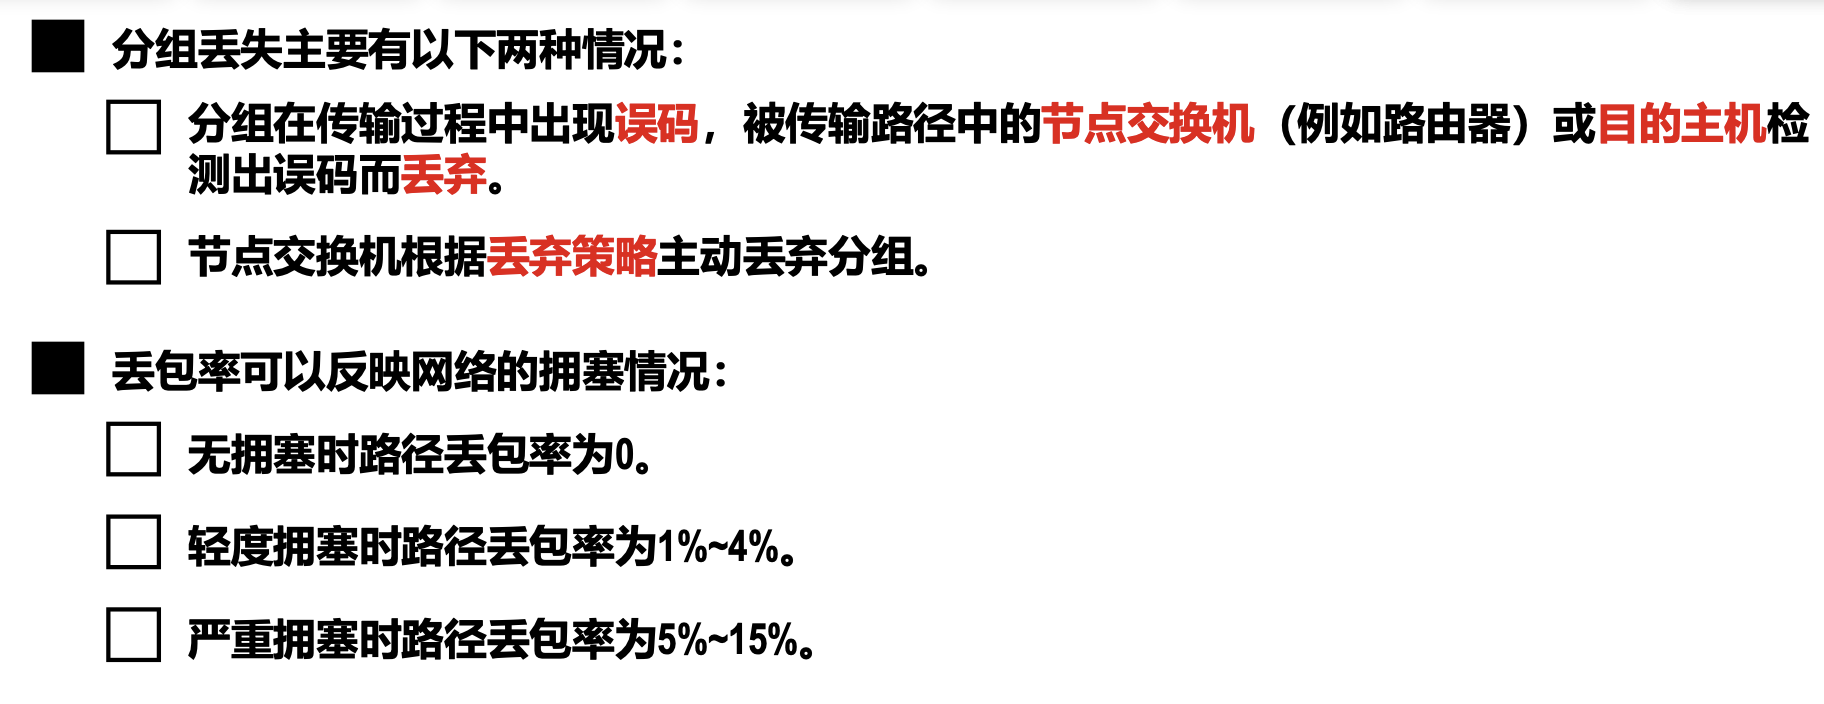 分组丢失主要有以下两种情况：
分组在传输过程中出现误码，被传输路径中的节点交换机（例如路由器）或目的主机检
测出误码而丢弃。
节点交换机根据丢弃策略主动丢弃分组。
丢包率可以反映网络的拥塞情况：
无拥塞时路径丢包率为0。
轻度拥塞时路径丢包率为1%~4%。
严重拥塞时路径丢包率为5%~15%。